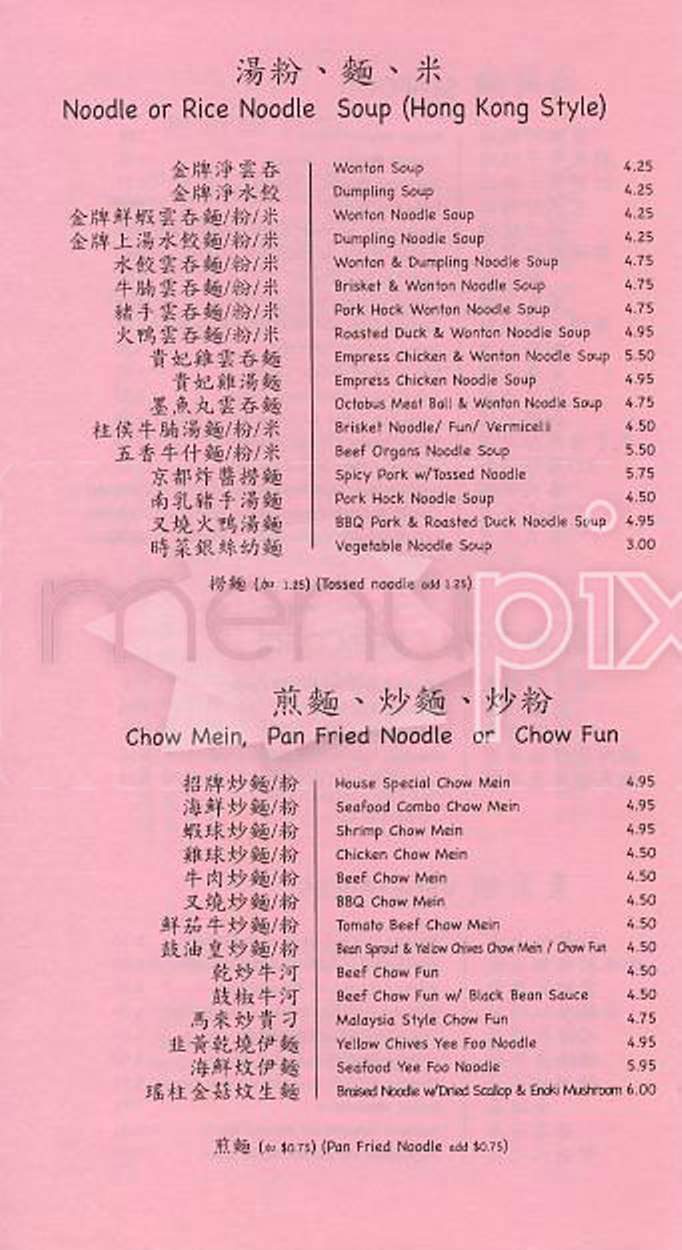 湯粉、麵、米
Noodle or Rice Noodle Soup (Hong Kong Style)
金牌淨雲吞 Wonton Soup 4.25
金牌淨水餃 Dumpling Soup 4.25
金牌鮮蝦雲吞麵/粉/米 Wonton Noodle Soup 4.25
金牌上湯水餃麵/粉/米 Dumpling Noodle Soup 4.25
水餃雲吞麵/粉/米 Wonton & Dumpling Noodle Soup 4.75
牛腩雲吞麵/粉/米 Brisket & Wonton Noodle Soup 4.75
豬手雲吞麵/粉/米 Pork Hock Wonton Noodle Soup 4.75
火鴨雲吞麵/粉/米 Roasted Duck & Wonton Noodle Soup 4.95
貴妃雞雲吞麵 Empress Chicken & Wonton Noodle Soup 5.50
貴妃雞湯麵 Empress Chicken Noodle Soup 4.95
墨魚丸雲吞麵 Octobus Meat Ball & Wonton Noodle Soup 4.75
柱侯牛腩湯麵/粉/米 Brisket Noodle/ Fun/ Vermicelli 4.50
五香牛什麵/粉/米 Beef Organs Noodle Soup 5.50
京都炸醬撈麵 Spicy Pork w/Tossed Noodle 5.75
南乳豬手湯麵 Pork Hock Noodle Soup 4.50
叉燒火鴨湯麵 BBQ Pork & Roasted Duck Noodle Soup 4.95
時菜銀絲幼麵 Vegetable Noodle Soup 3.00
撈麵 (加 1.25) (Tossed noodle add 1.25)
menupix
煎麵、炒麵、炒粉
Chow Mein, Pan Fried Noodle or Chow Fun
招牌炒麵/粉 House Special Chow Mein 4.95
海鮮炒麵/粉 Seafood Combo Chow Mein 4.95
蝦球炒麵/粉 Shrimp Chow Mein 4.95
雞球炒麵/粉 Chicken Chow Mein 4.50
牛肉炒麵/粉 Beef Chow Mein 4.50
叉燒炒麵/粉 BBQ Chow Mein 4.50
鮮茄牛炒麵/粉 Tomato Beef Chow Mein 4.50
豉油皇炒麵/粉 Bean Sprout & Yellow Chives Chow Mein / Chow Fun 4.50
乾炒牛河 Beef Chow Fun 4.50
豉椒牛河 Beef Chow Fun w/ Black Bean Sauce 4.50
馬來炒貴刁 Malaysia Style Chow Fun 4.75
韭黃乾燒伊麵 Yellow Chives Yee Foo Noodle 4.95
海鮮炆伊麵 Seafood Yee Foo Noodle 5.95
瑤柱金菇炆生麵 Braised Noodle w/Dried Scallop & Enoki Mushroom 6.00
煎麵 (加 $0.75) (Pan Fried Noodle add $0.75)